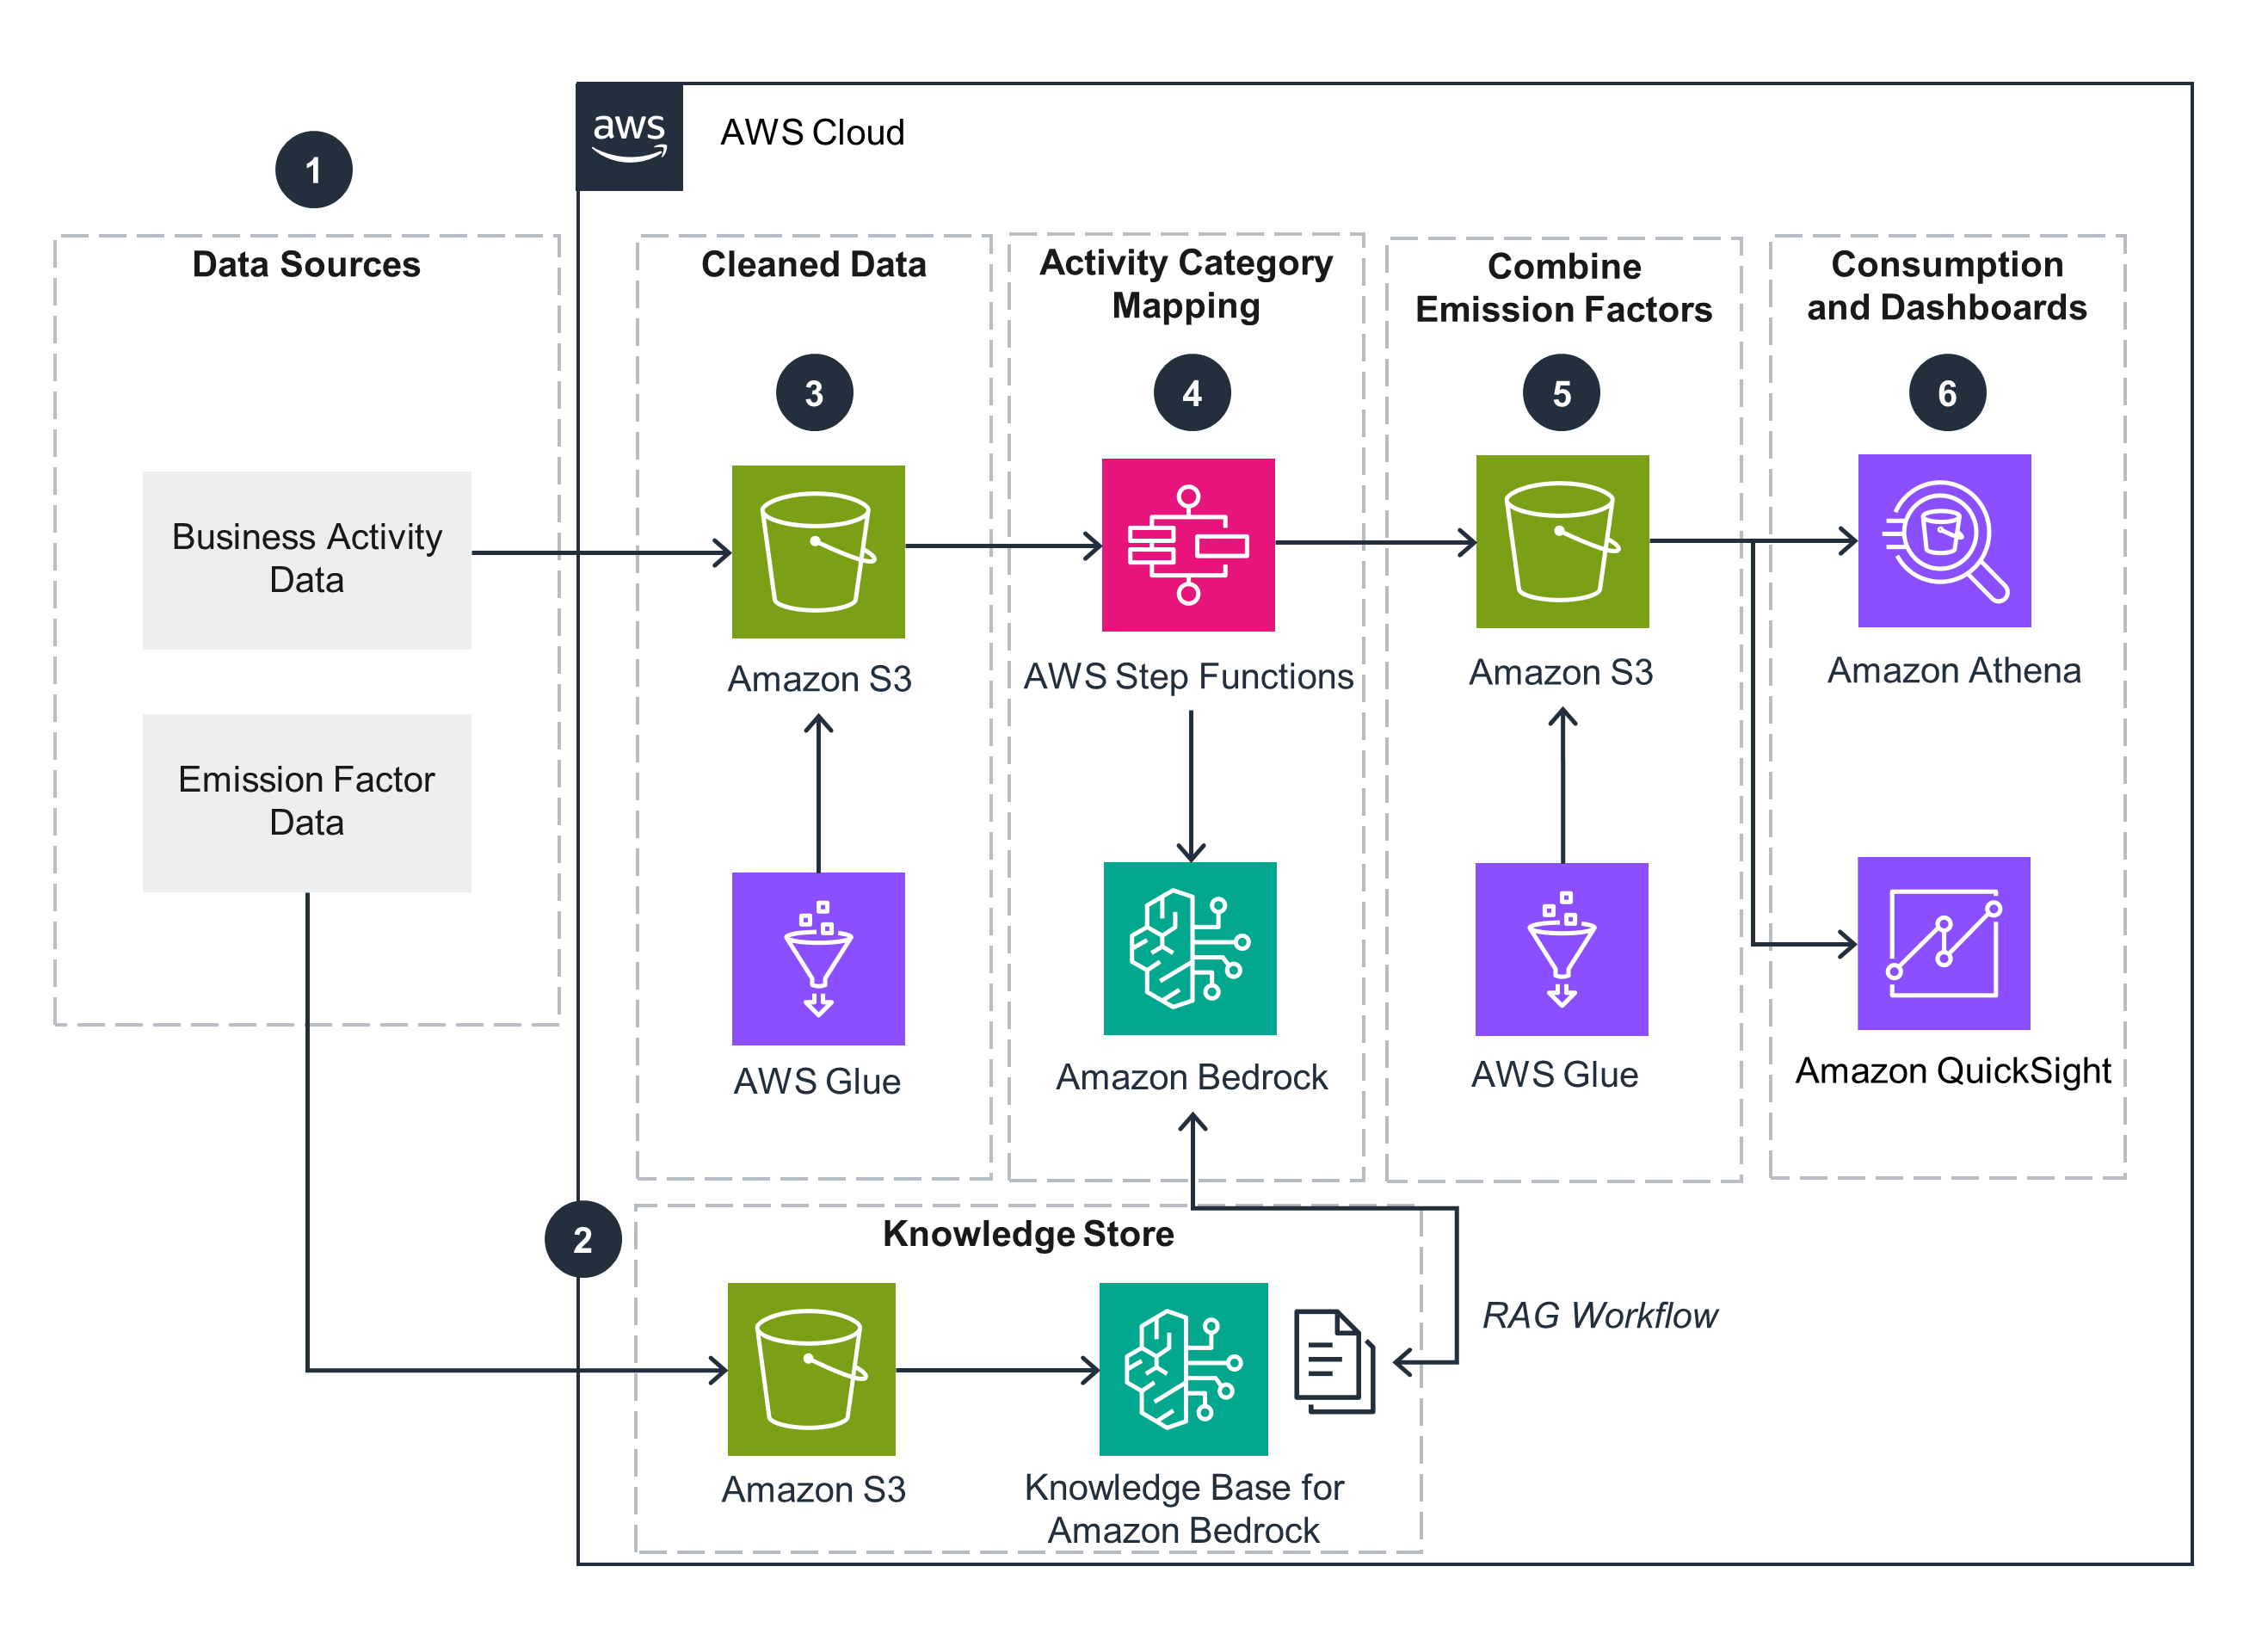 aws
AWS Cloud
1
Data Sources
Business Activity
Data
Emission Factor
Data
Cleaned Data
3
Amazon S3
AWS Glue
Activity Category
Mapping
4
AWS Step Functions
Amazon Bedrock
Combine
Emission Factors
5
Amazon S3
AWS Glue
Consumption
and Dashboards
6
Amazon Athena
Amazon QuickSight
2
Knowledge Store
Amazon S3
Knowledge Base for
Amazon Bedrock
RAG Workflow